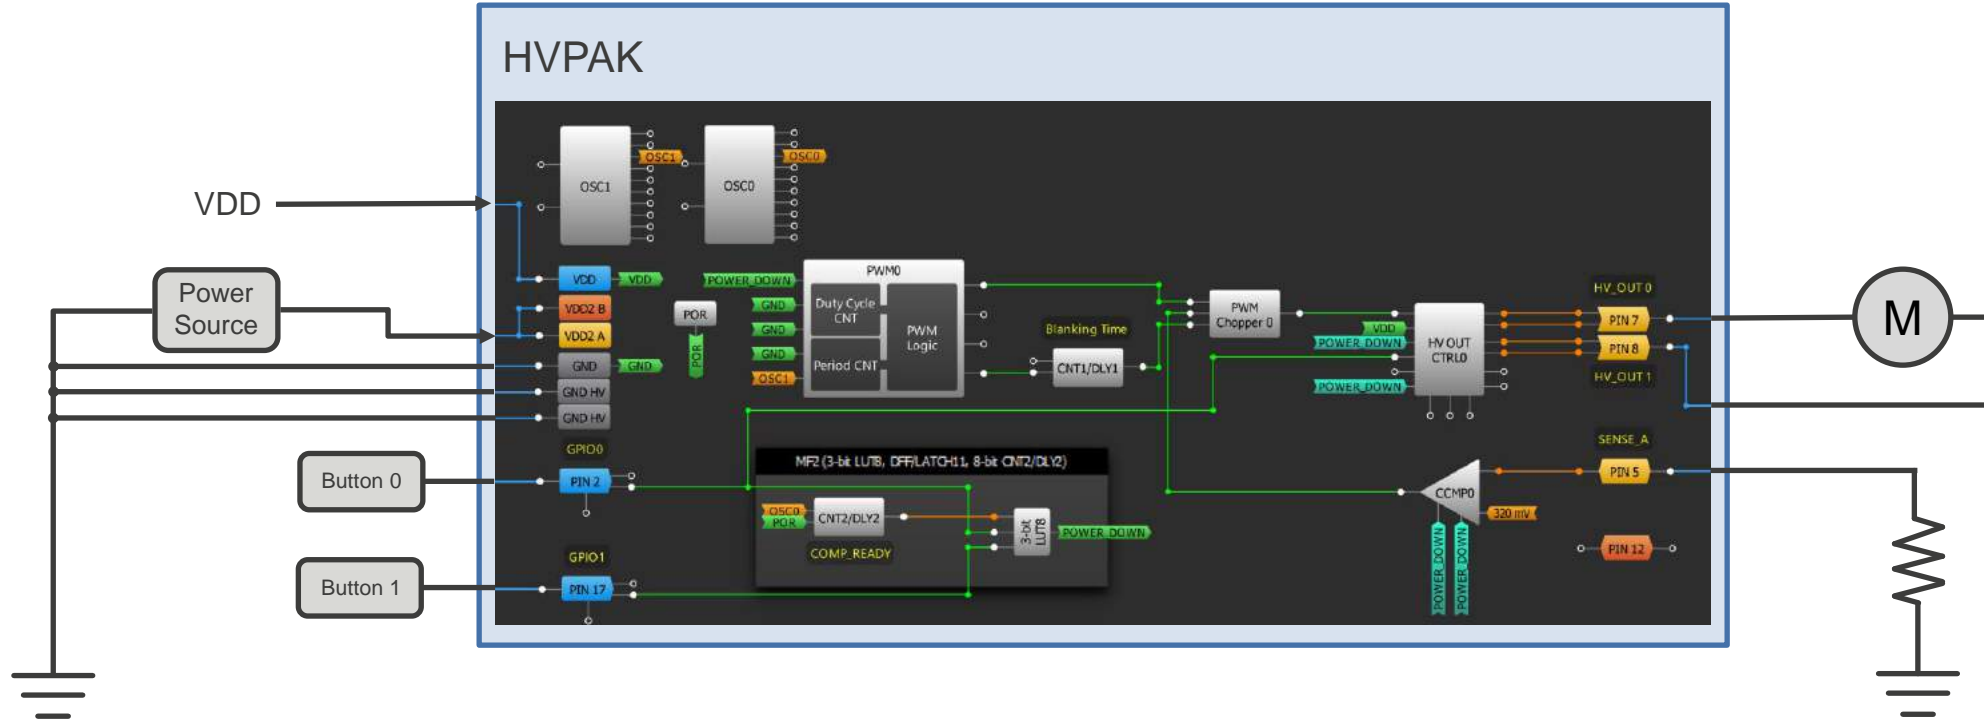 HVPAK
OSC1
OSC1
OSC0
OSC0
VDD
VDD
VDD
VDD2 B
VDD2 A
GND
GND
GND HV
GND HV
Power
Source
POR
POR
POWER_DOWN
GND
GND
GND
OSC1
PWM0
Duty Cycle
CNT
Period CNT
PWM
Logic
Blanking Time
CNT1/DLY1
PWM
Chopper 0
VDD
POWER_DOWN
POWER_DOWN
HV OUT
CTRL0
HV_OUT 0
PIN 7
PIN 8
HV_OUT 1
M
GPIO0
PIN 2
Button 0
GPIO1
PIN 17
Button 1
MF2 (3-bit LUT8, DFF/LATCH11, 8-bit CNT2/DLY2)
OSC0
POR
CNT2/DLY2
COMP_READY
3-bit
LUT8
POWER_DOWN
SENSE_A
PIN 5
CCMP0
320 mV
POWER_DOWN
POWER_DOWN
PIN 12